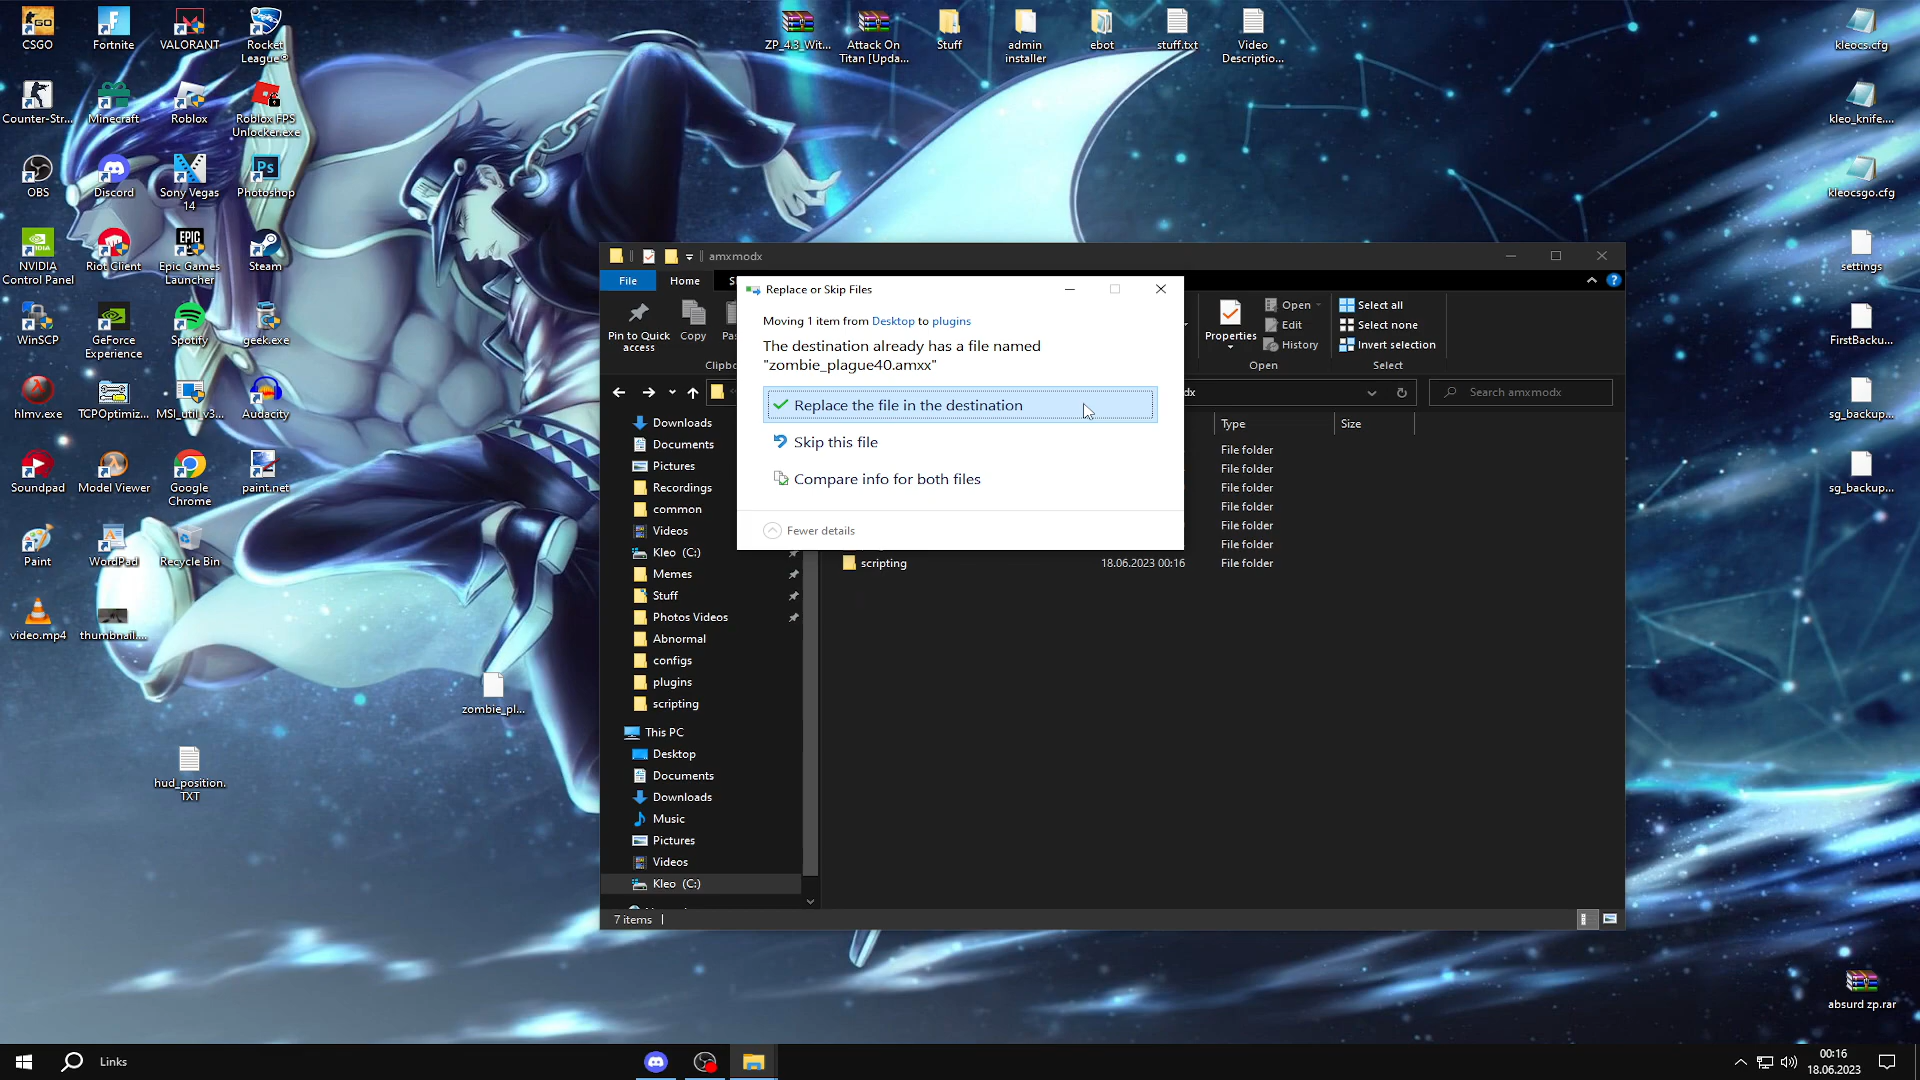 CSGO
Fortnite
VALORANT
Rocket
League®
ZP_4.3_Wit...
Attack On
Titan [Upda...
Stuff
admin
installer
ebot
stuff.txt
Video
Descriptio...
kleocs.cfg
Counter-Str...
Minecraft
Roblox
Roblox FPS
Unlocker.exe
kleo_knife....
OBS
Discord
Sony Vegas
14
Photoshop
kleocsgo.cfg
NVIDIA
Control Panel
Riot Client
Epic Games
Launcher
Steam
settings
WinSCP
GeForce
Experience
Spotify
geek.exe
FirstBacku...
hlmv.exe
TCPOptimiz...
MSI_util_v3...
Audacity
sg_backup...
Soundpad
Model Viewer
Google
Chrome
paint.net
sg_backup...
Paint
WordPad
Recycle Bin
video.mp4
thumbnail....
zombie_pl...
hud_position.
TXT
absurd zp.rar
amxmodx
File
Home
Pin to Quick
access
Copy
Properties
Open
Edit
History
Open
Select all
Select none
Invert selection
Select
Search amxmodx
Replace or Skip Files
Moving 1 item from Desktop to plugins
The destination already has a file named
"zombie_plague40.amxx"
Replace the file in the destination
Skip this file
Compare info for both files
Fewer details
Downloads
Documents
Pictures
Recordings
common
Videos
Kleo (C:)
Memes
Stuff
Photos Videos
Abnormal
configs
plugins
scripting
This PC
Desktop
Documents
Downloads
Music
Pictures
Videos
Kleo (C:)
Type
Size
File folder
File folder
File folder
File folder
File folder
File folder
scripting
18.06.2023 00:16
File folder
7 items
Links
00:16
18.06.2023